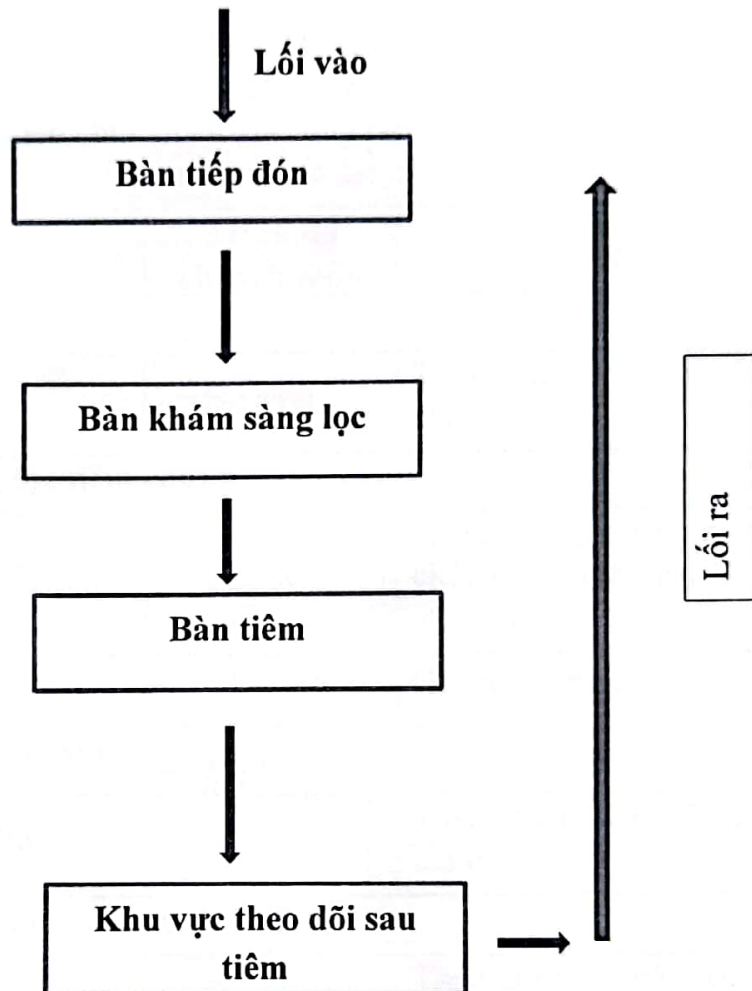 Lối vào
Bàn tiếp đón
Bàn khám sàng lọc
Lối ra
Bàn tiêm
Khu vực theo dõi sau
tiêm